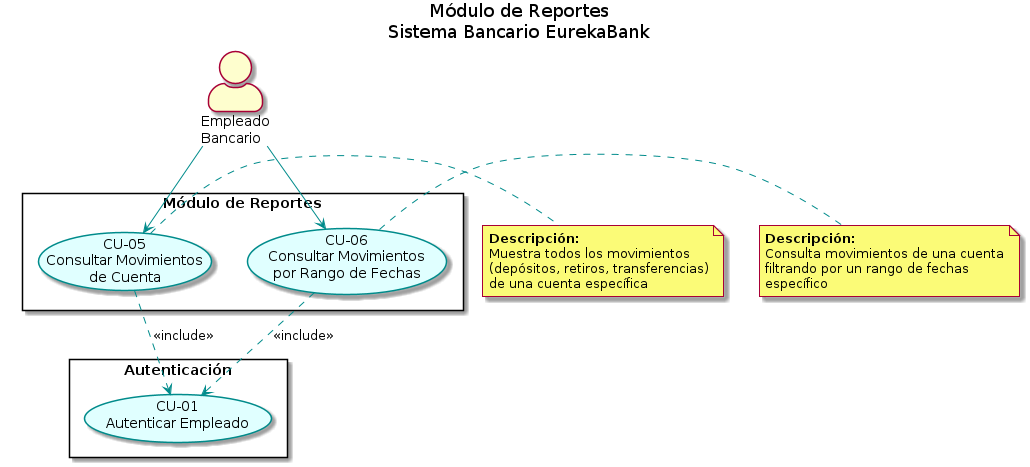 Módulo de Reportes
Sistema Bancario EurekaBank
Empleado
Bancario
Módulo de Reportes
CU-05
Consultar Movimientos
de Cuenta
CU-06
Consultar Movimientos
por Rango de Fechas
Descripción:
Muestra todos los movimientos
(depósitos, retiros, transferencias)
de una cuenta específica
Descripción:
Consulta movimientos de una cuenta
filtrando por un rango de fechas
específico
«include»
«include»
Autenticación
CU-01
Autenticar Empleado